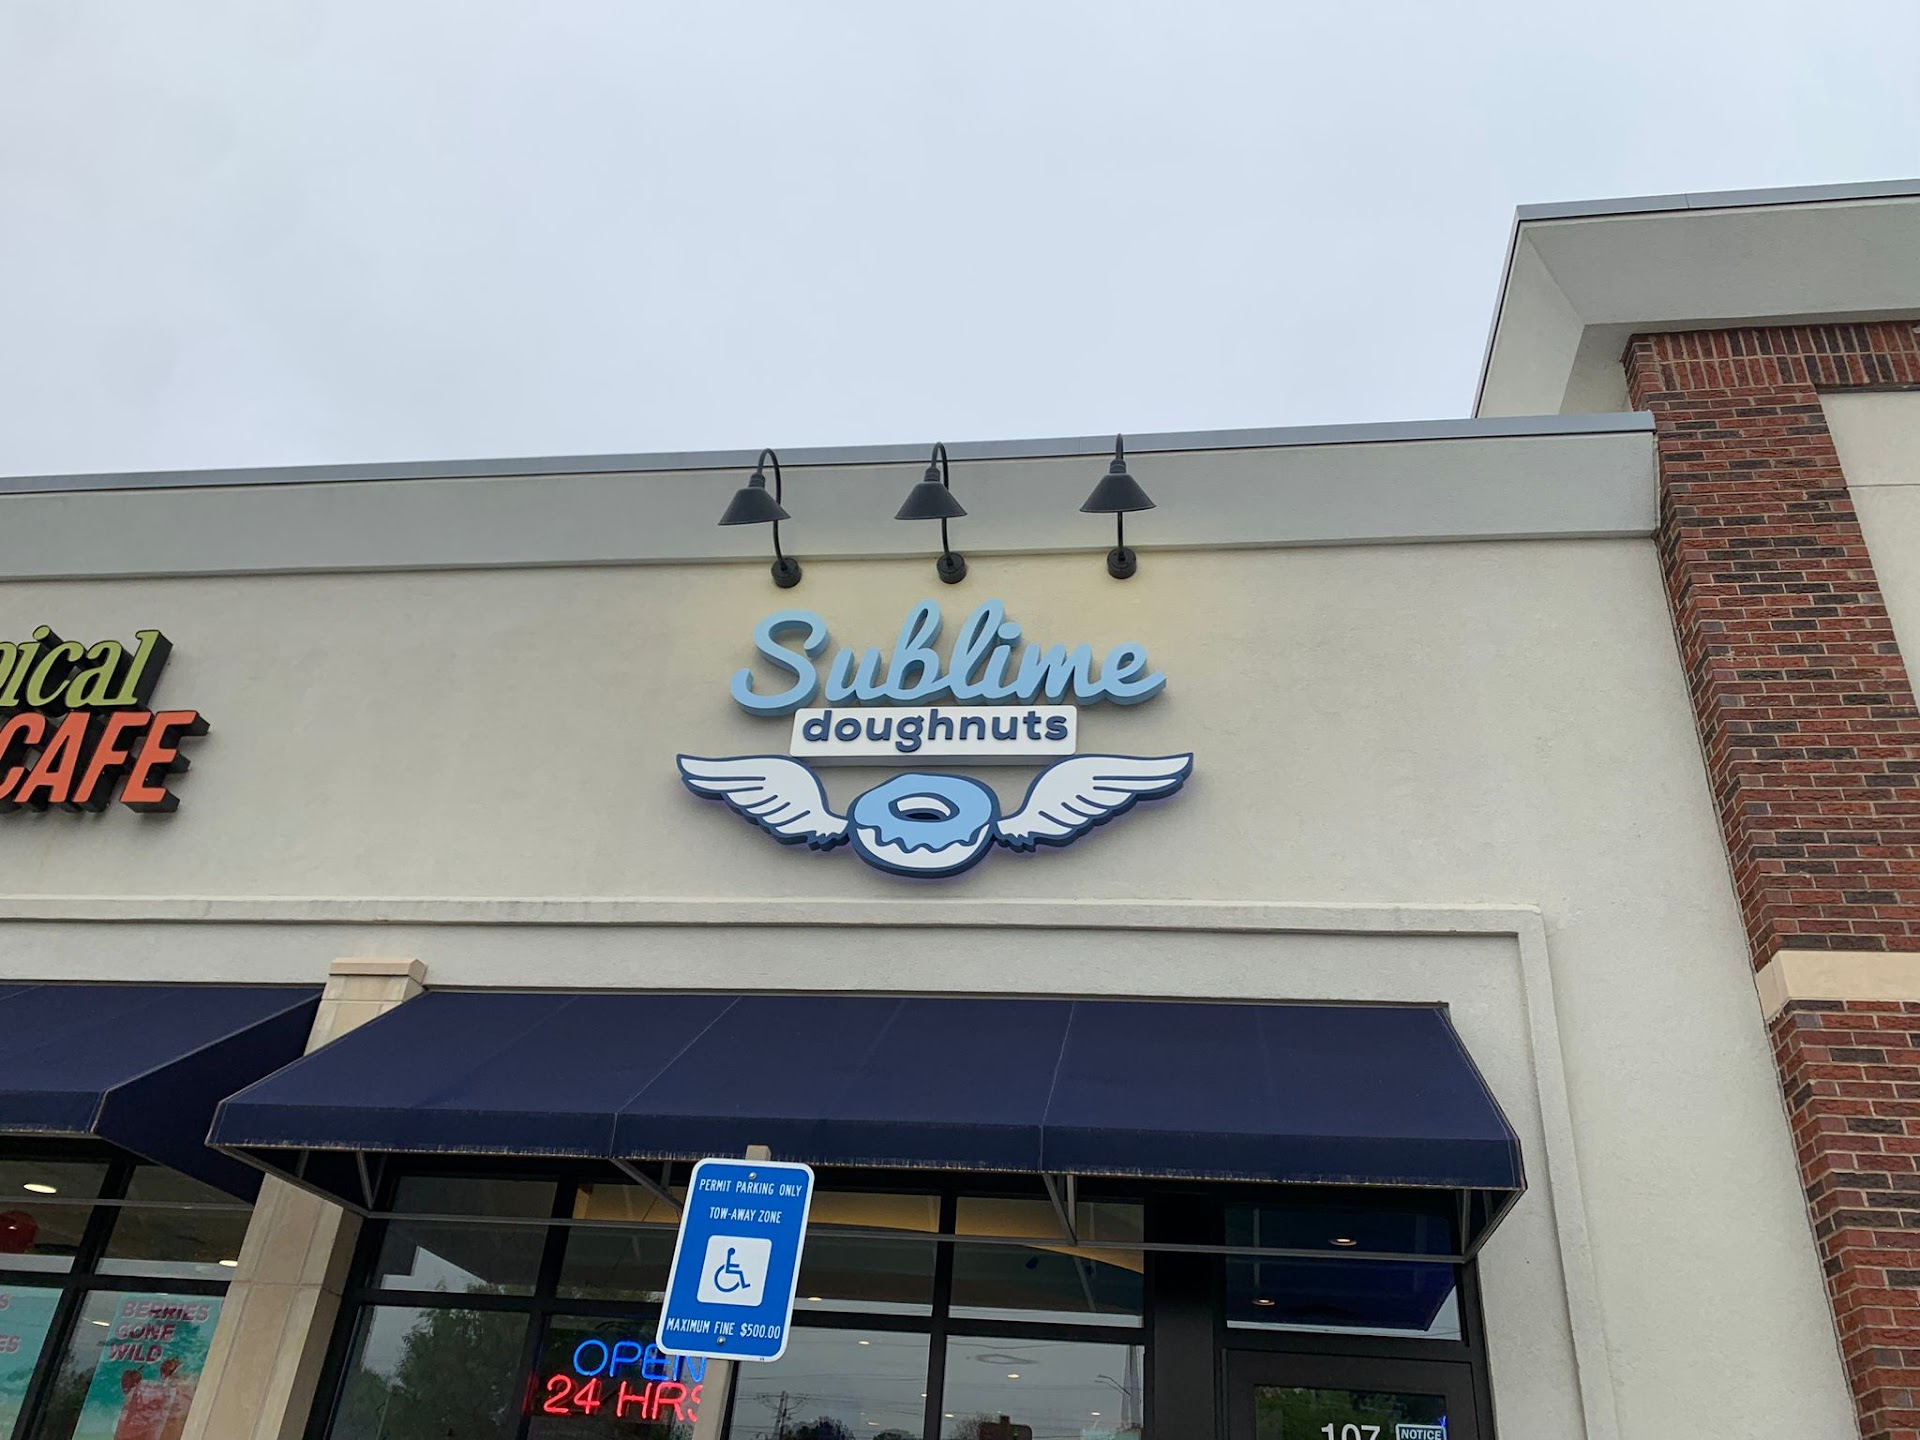 pical
CAFE
Sublime
doughnuts
PERMIT PARKING ONLY
TOW-AWAY ZONE
MAXIMUM FINE $500.00
OPEN
24 HRS
BERRIES
GONE
WILD
107
NOTICE